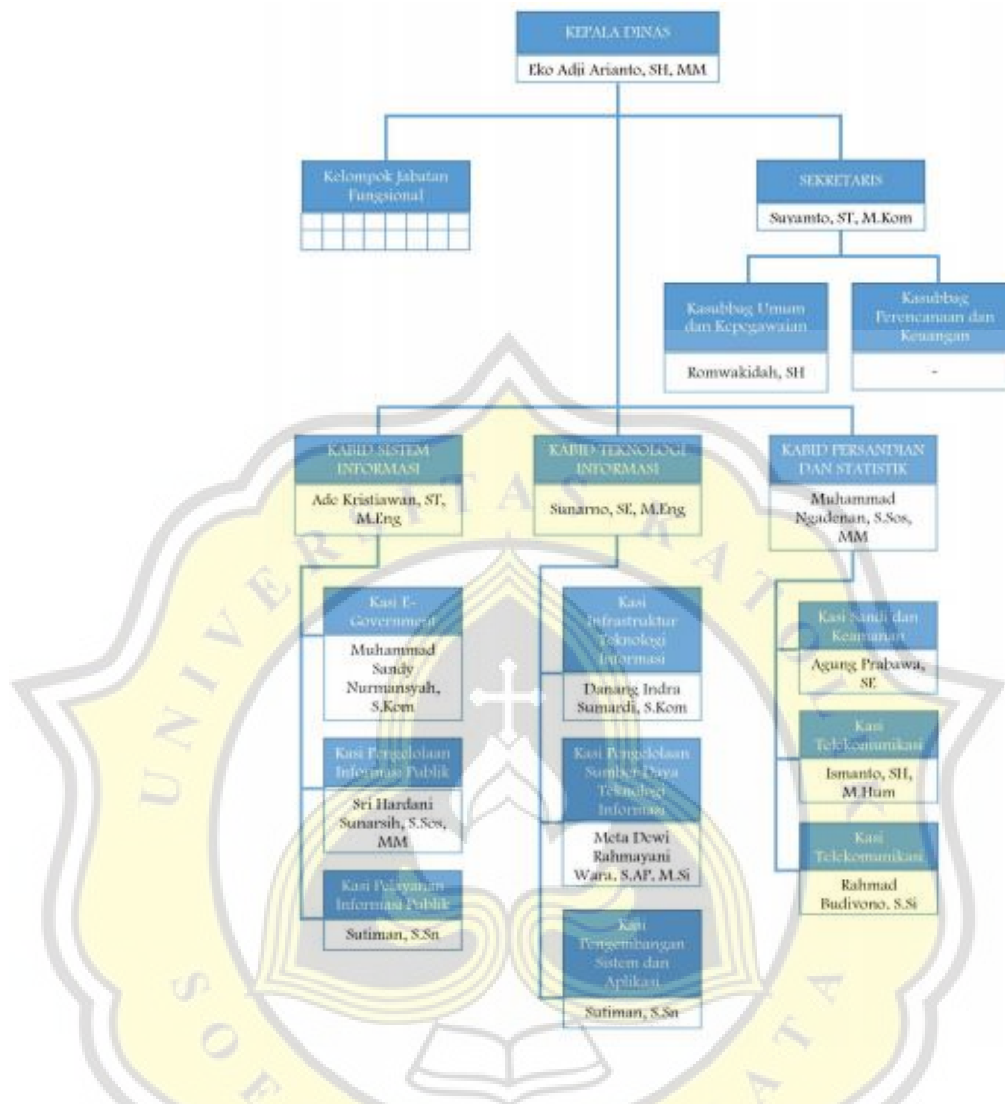 KEPALA DINAS
Eko Adji Arianto, SH, MM
Kelompok Jabatan
Fungsional
SEKRETARIS
Suyamto, ST, M.Kom
Kasubbag Umum
dan Kepegawaian
Romwakidah, SH
Kasubbag
Perencanaan dan
Keuangan
-
KABID SISTEM
INFORMASI
Ade Kristiawan, ST,
M.Eng
KABID TEKNOLOGI
INFORMASI
Sunarno, SE, M.Eng
KABID PERSANDIAN
DAN STATISTIK
Muhammad
Ngadenan, S.Sos,
MM
Kasi E-
Government
Muhammad
Sandy
Nurmansyah,
S.Kom
Kasi Pengelolaan
Informasi Publik
Sri Hardani
Sunarsih, S.Sos,
MM
Kasi Pelayanan
Informasi Publik
Sutiman, S.Sn
Kasi
Infrastruktur
Teknologi
Informasi
Danang Indra
Sumardi, S.Kom
Kasi Pengelolaan
Sumber Daya
Teknologi
Informasi
Meta Dewi
Rahmayani
Wara, S.AP, M.Si
Kasi
Pengembangan
Sistem dan
Aplikasi
Sutiman, S.Sn
Kasi Sandi dan
Keamanan
Agung Prabawa,
SE
Kasi
Telekomunikasi
Ismanto, SH,
M.Hum
Kasi
Telekomunikasi
Rahmad
Budiyono, S.Si
UNIVERSITAS KATOLIK